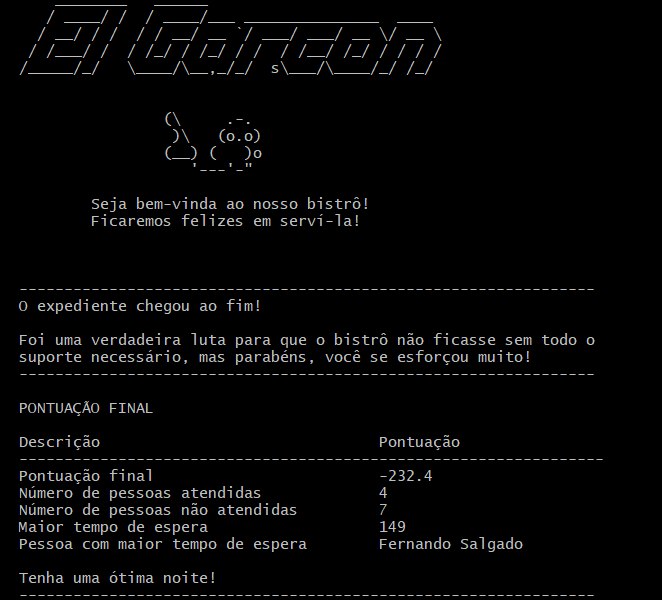 El Garçon
Seja bem-vinda ao nosso bistrô!
Ficaremos felizes em serví-la!
O expediente chegou ao fim!
Foi uma verdadeira luta para que o bistrô não ficasse sem todo o
suporte necessário, mas parabéns, você se esforçou muito!
PONTUAÇÃO FINAL
Descrição Pontuação
Pontuação final -232.4
Número de pessoas atendidas 4
Número de pessoas não atendidas 7
Maior tempo de espera 149
Pessoa com maior tempo de espera Fernando Salgado
Tenha uma ótima noite!